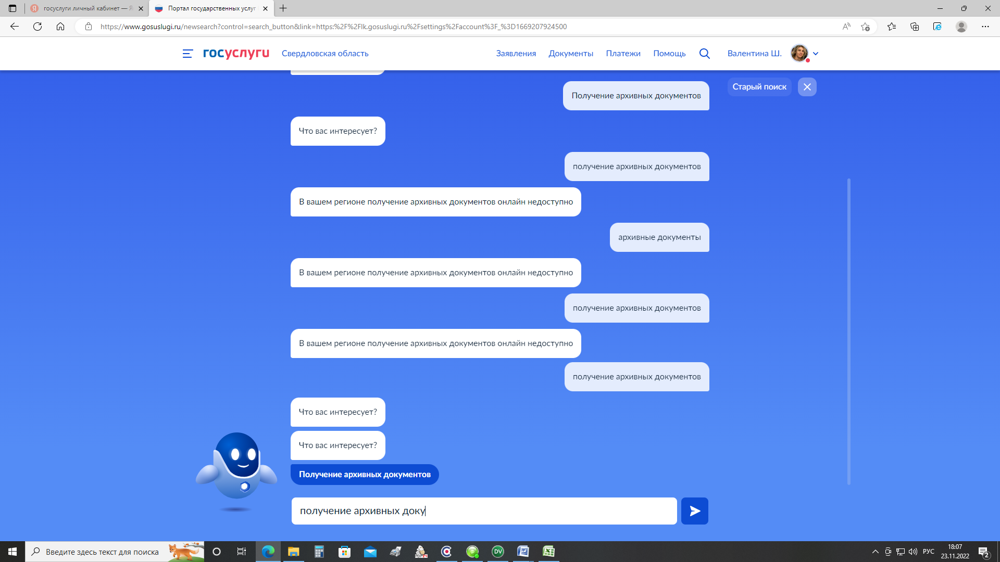 госуслуги личный кабинет — Я
Портал государственных услуг
https://www.gosuslugi.ru/newsearch?control=search_button&link=https:%2F%2Flk.gosuslugi.ru%2Fsettings%2Faccount%3F_%3D1669207924500
госуслуги
Свердловская область
Заявления
Документы
Платежи
Помощь
Валентина Ш.
Старый поиск
Получение архивных документов
Что вас интересует?
получение архивных документов
В вашем регионе получение архивных документов онлайн недоступно
архивные документы
В вашем регионе получение архивных документов онлайн недоступно
получение архивных документов
В вашем регионе получение архивных документов онлайн недоступно
получение архивных документов
Что вас интересует?
Что вас интересует?
Получение архивных документов
получение архивных доку
Введите здесь текст для поиска
PDF24
DV
РУС
18:07
23.11.2022
2